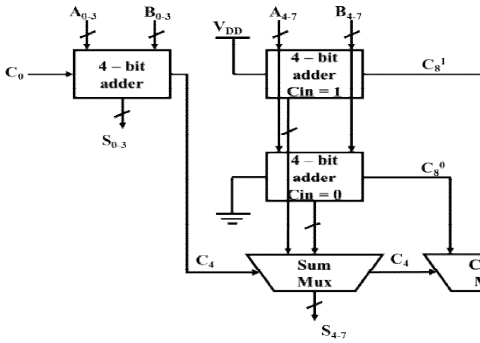 A₀₋₃ B₀₋₃
V_DD
A₄₋₇ B₄₋₇
C₀
4 – bit
adder
4 – bit
adder
Cin = 1
C₈¹
S₀₋₃
4 – bit
adder
Cin = 0
C₈⁰
C₄
Sum
Mux
C₄
S₄₋₇